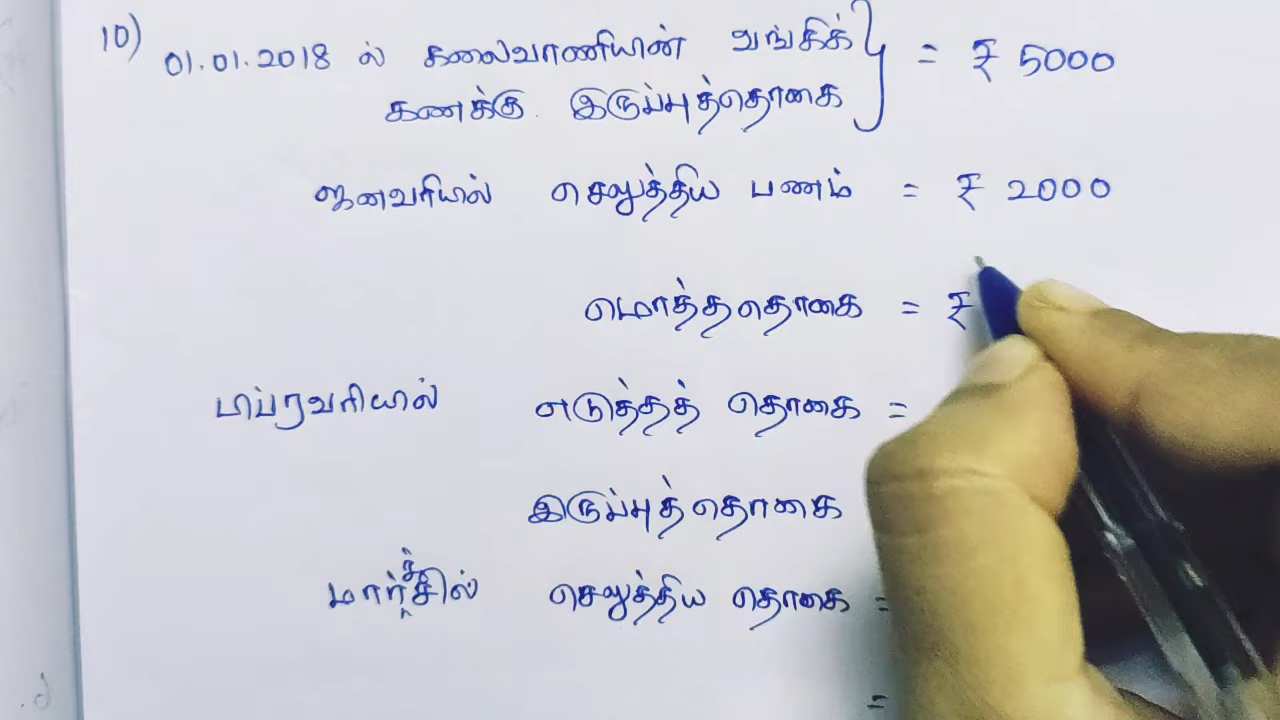 10) 01.01.2018 ல் கலைவாணியின் வங்கிக் } = ₹ 5000
கணக்கு இருப்புத்தொகை
ஜனவரியில் செலுத்திய பணம் = ₹ 2000
மொத்ததொகை = ₹
பிப்ரவரியில் எடுத்தத் தொகை =
இருப்புத்தொகை
மார்ச்சில் செலுத்திய தொகை =
=